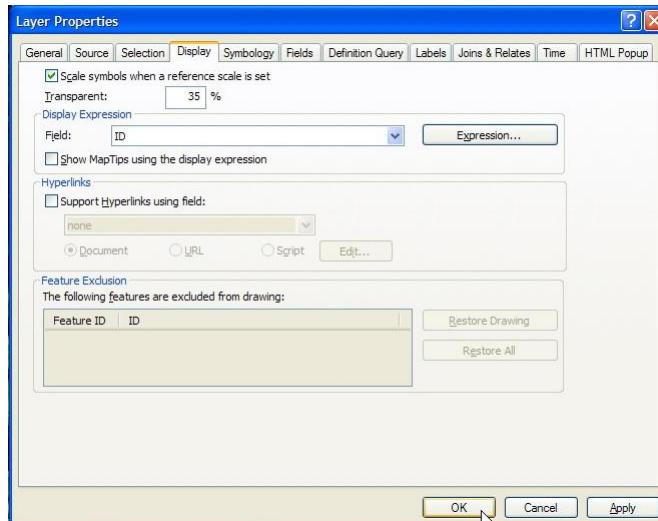 Layer Properties
General Source Selection Display Symbology Fields Definition Query Labels Joins & Relates Time HTML Popup
Scale symbols when a reference scale is set
Transparent: 35 %
Display Expression
Field: ID Expression...
Show MapTips using the display expression
Hyperlinks
Support Hyperlinks using field:
none
Document URL Script Edit...
Feature Exclusion
The following features are excluded from drawing:
Feature ID ID
Restore Drawing
Restore All
OK Cancel Apply